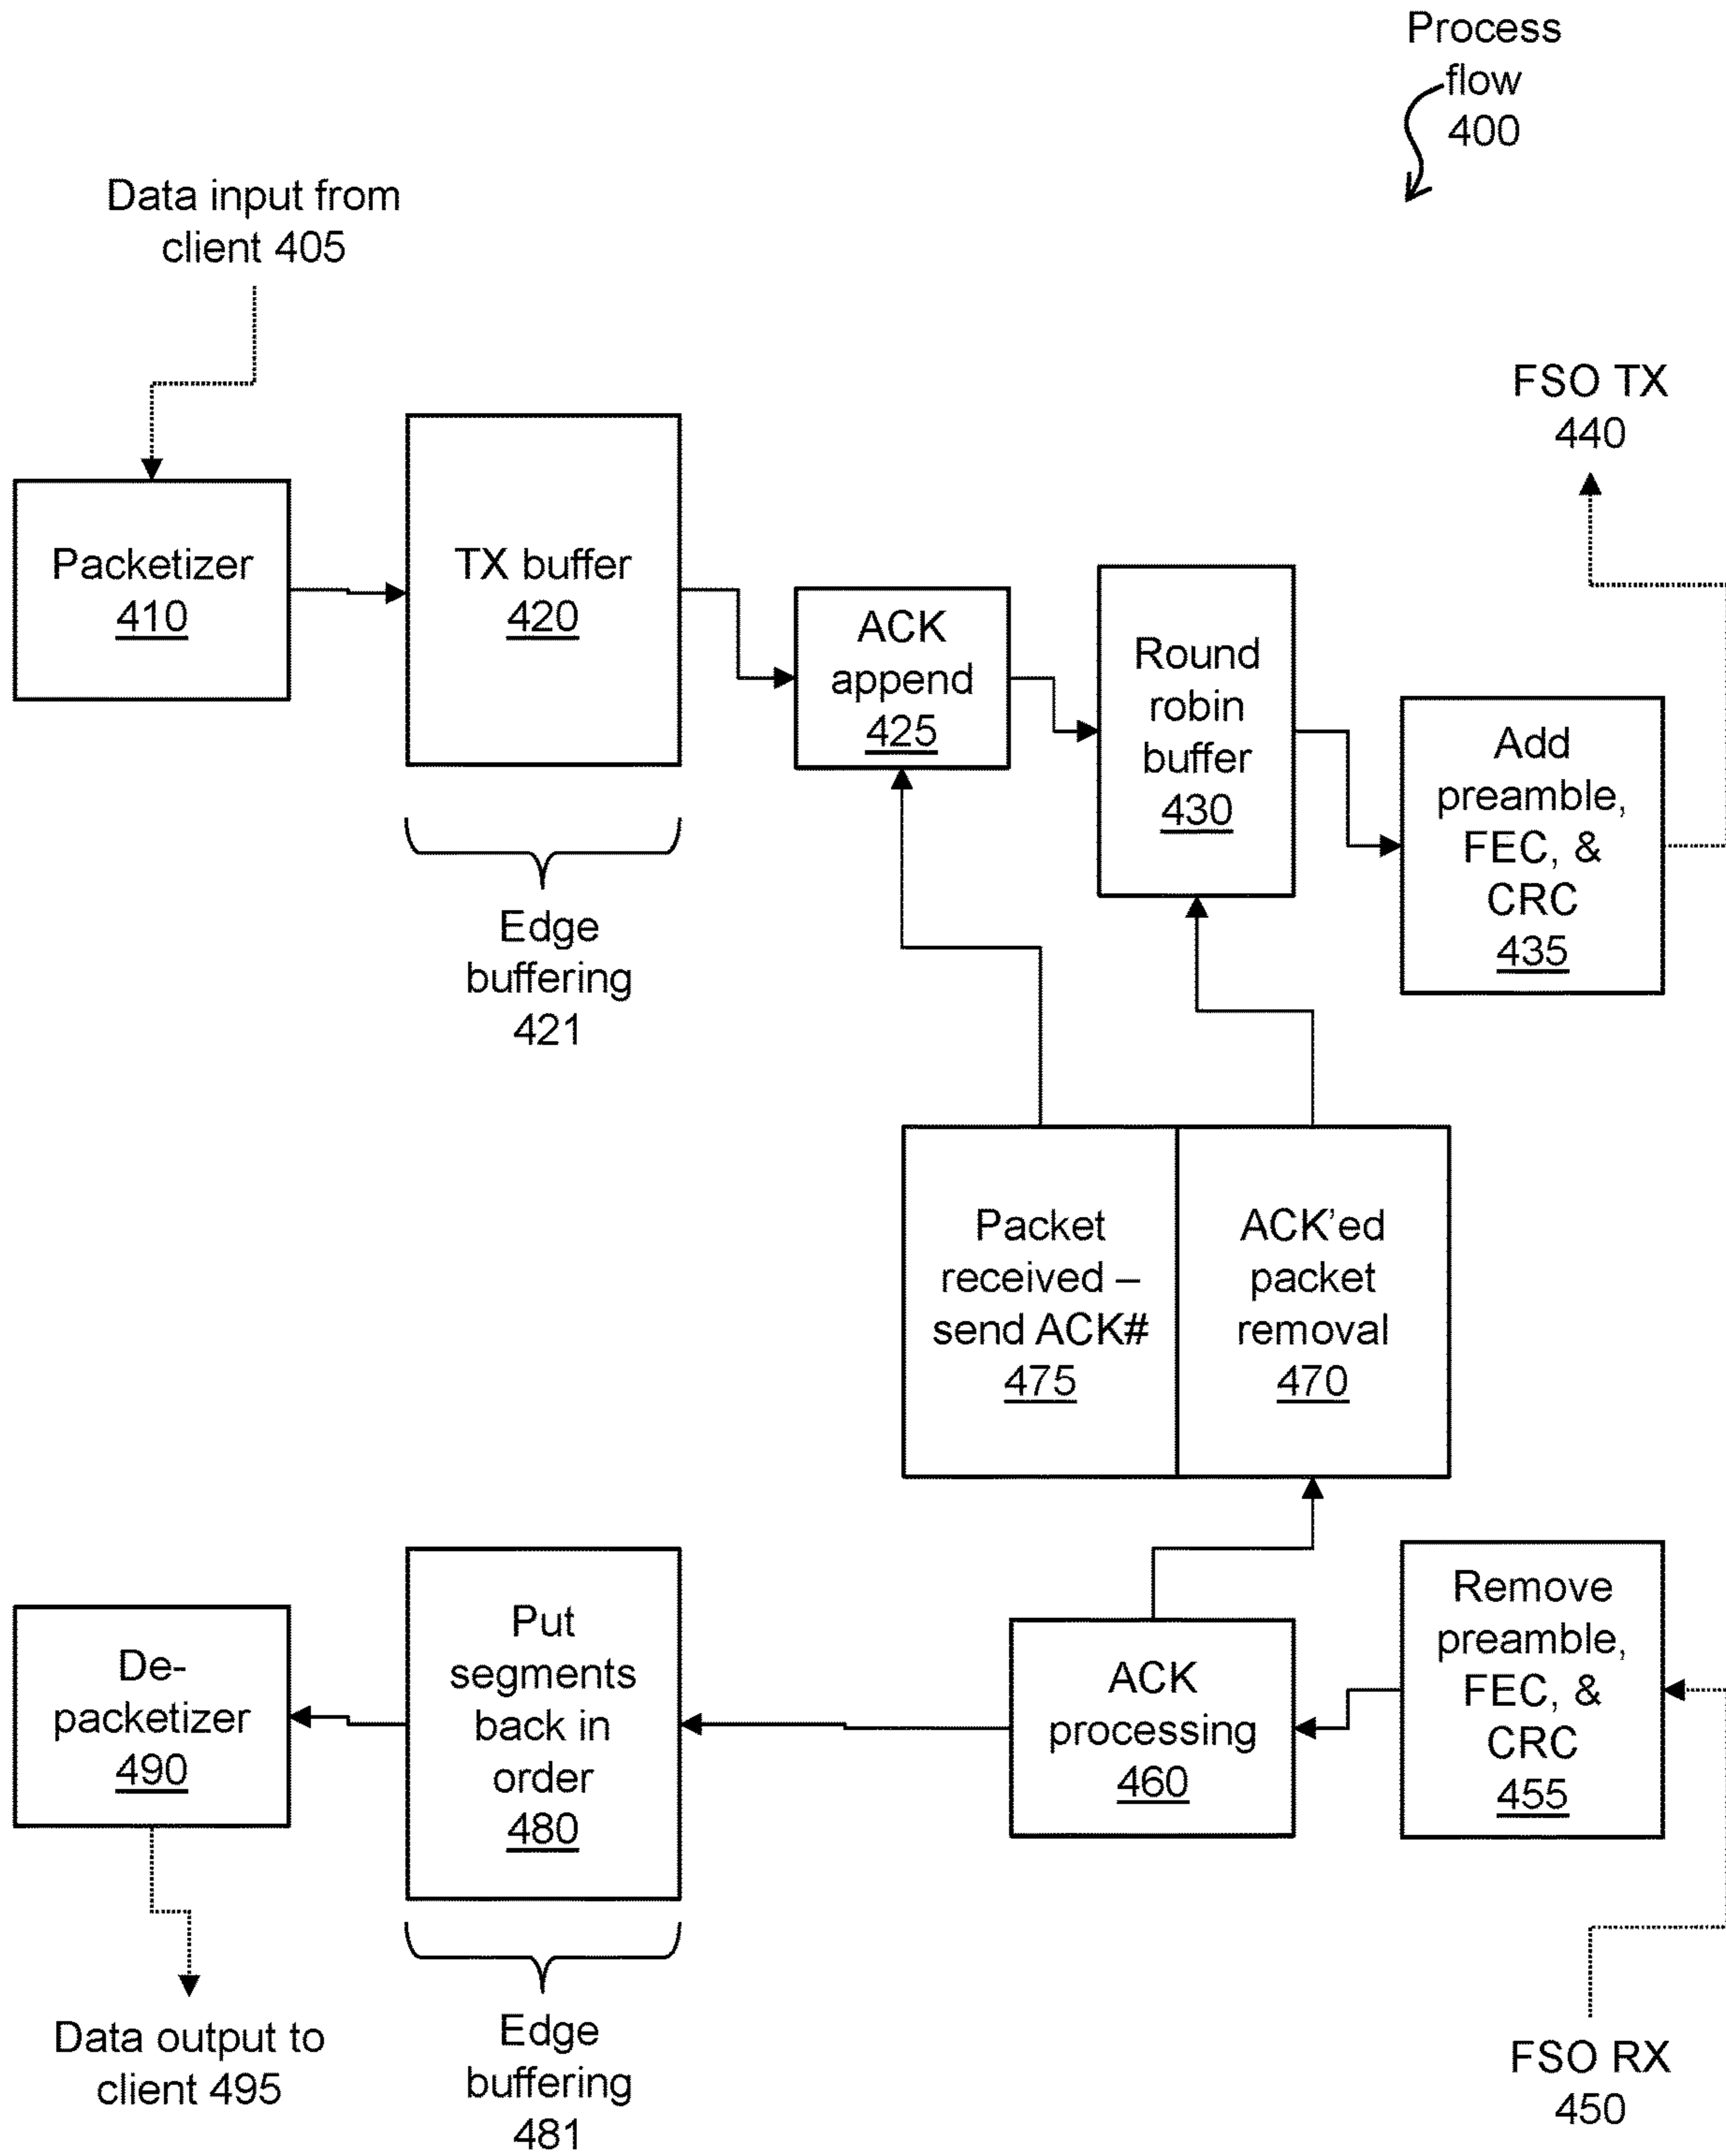 Process
flow
400
Data input from
client 405
FSO TX
440
Packetizer
410
TX buffer
420
ACK
append
425
Round
robin
buffer
430
Add
preamble,
FEC, &
CRC
435
Edge
buffering
421
Packet
received –
send ACK#
475
ACK'ed
packet
removal
470
De-
packetizer
490
Put
segments
back in
order
480
ACK
processing
460
Remove
preamble,
FEC, &
CRC
455
Data output to
client 495
Edge
buffering
481
FSO RX
450